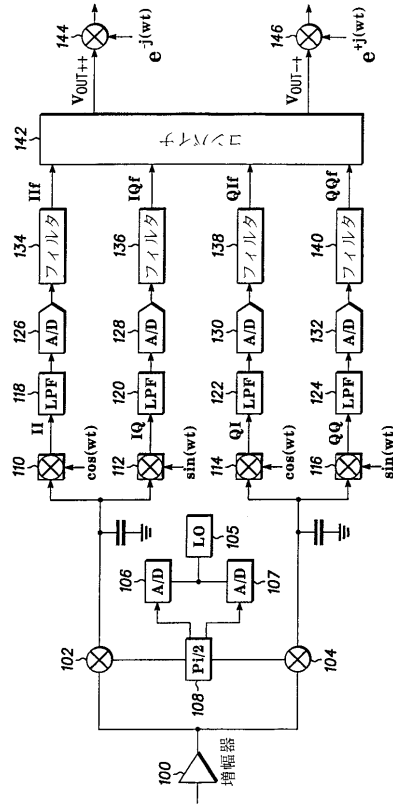 100
増幅器
102
104
106
A/D
LO
105
A/D
107
Pi/2
108
110
II
118
LPF
126
A/D
134
フィルタ
IIf
cos(wt)
112
IQ
120
LPF
128
A/D
136
フィルタ
IQf
sin(wt)
114
QI
122
LPF
130
A/D
138
フィルタ
QIf
cos(wt)
116
QQ
124
LPF
132
A/D
140
フィルタ
QQf
sin(wt)
142
コンバイナ
VOUT++
144
e-j(wt)
VOUT-+
146
e+j(wt)